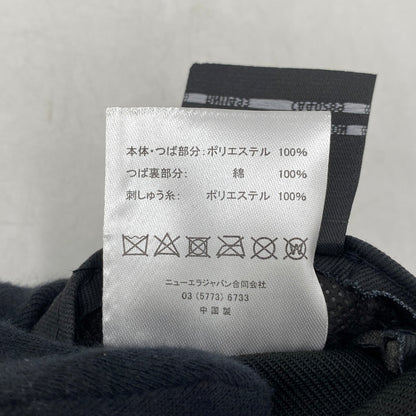 本体・つば部分: ポリエステル 100%
つば裏部分: 綿 100%
刺しゅう糸: ポリエステル 100%
ニューエラジャパン合同会社
03 (5773) 6733
中国製